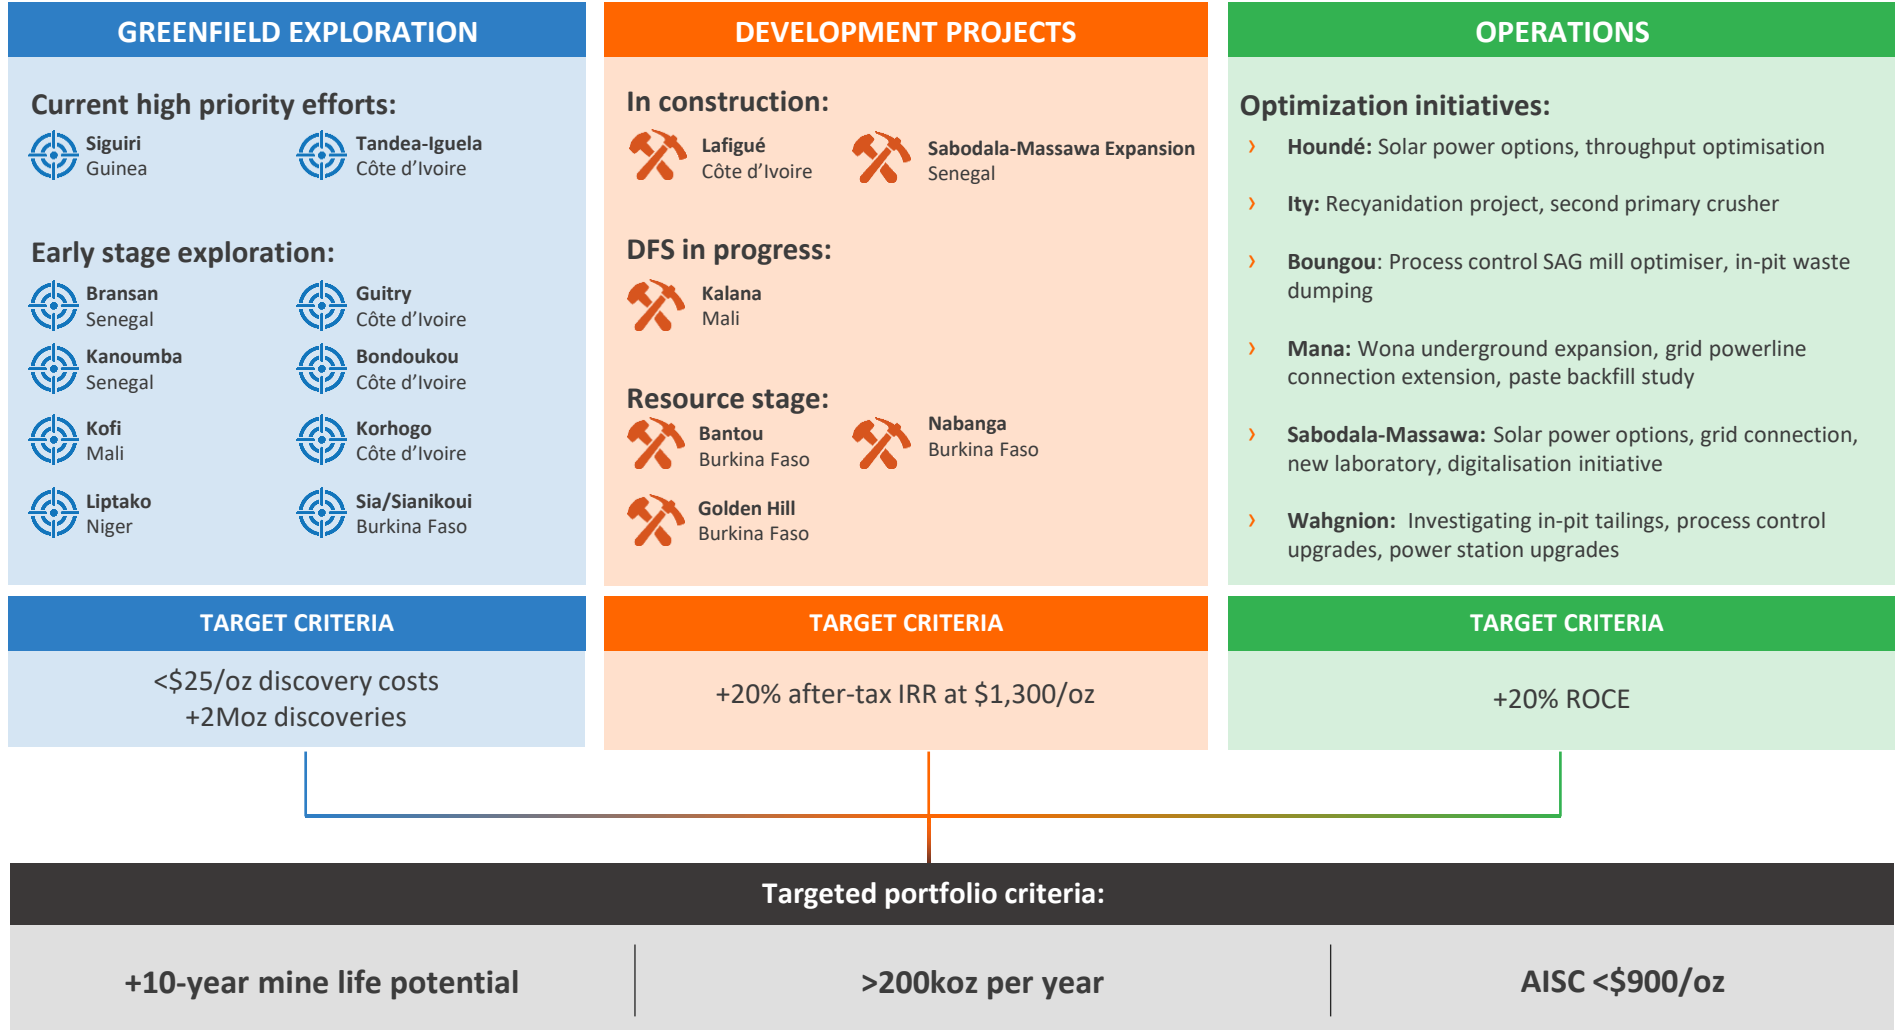 GREENFIELD EXPLORATION
Current high priority efforts:
Siguiri
Guinea
Tandea-Iguela
Côte d’Ivoire
Early stage exploration:
Bransan
Senegal
Guitry
Côte d’Ivoire
Kanoumba
Senegal
Bondoukou
Côte d’Ivoire
Kofi
Mali
Korhogo
Côte d’Ivoire
Liptako
Niger
Sia/Sianikoui
Burkina Faso
TARGET CRITERIA
<$25/oz discovery costs
+2Moz discoveries
DEVELOPMENT PROJECTS
In construction:
Lafigué
Côte d’Ivoire
Sabodala-Massawa Expansion
Senegal
DFS in progress:
Kalana
Mali
Resource stage:
Bantou
Burkina Faso
Nabanga
Burkina Faso
Golden Hill
Burkina Faso
TARGET CRITERIA
+20% after-tax IRR at $1,300/oz
OPERATIONS
Optimization initiatives:
› Houndé: Solar power options, throughput optimisation
› Ity: Recyanidation project, second primary crusher
› Boungou: Process control SAG mill optimiser, in-pit waste
dumping
› Mana: Wona underground expansion, grid powerline
connection extension, paste backfill study
› Sabodala-Massawa: Solar power options, grid connection,
new laboratory, digitalisation initiative
› Wahgnion: Investigating in-pit tailings, process control
upgrades, power station upgrades
TARGET CRITERIA
+20% ROCE
Targeted portfolio criteria:
+10-year mine life potential
>200koz per year
AISC <$900/oz